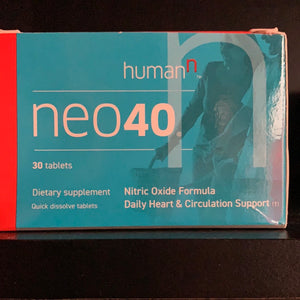 humann
neo40
30 tablets
Dietary supplement
Quick dissolve tablets
Nitric Oxide Formula
Daily Heart & Circulation Support